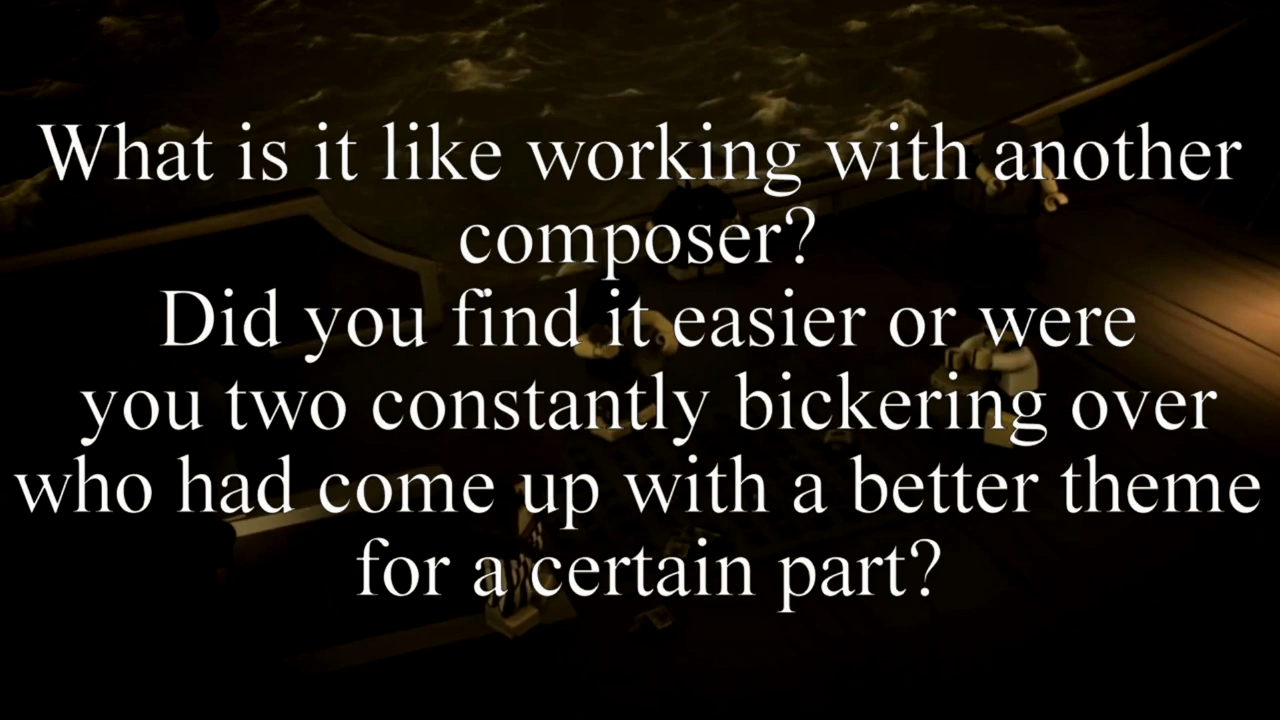 What is it like working with another
composer?
Did you find it easier or were
you two constantly bickering over
who had come up with a better theme
for a certain part?